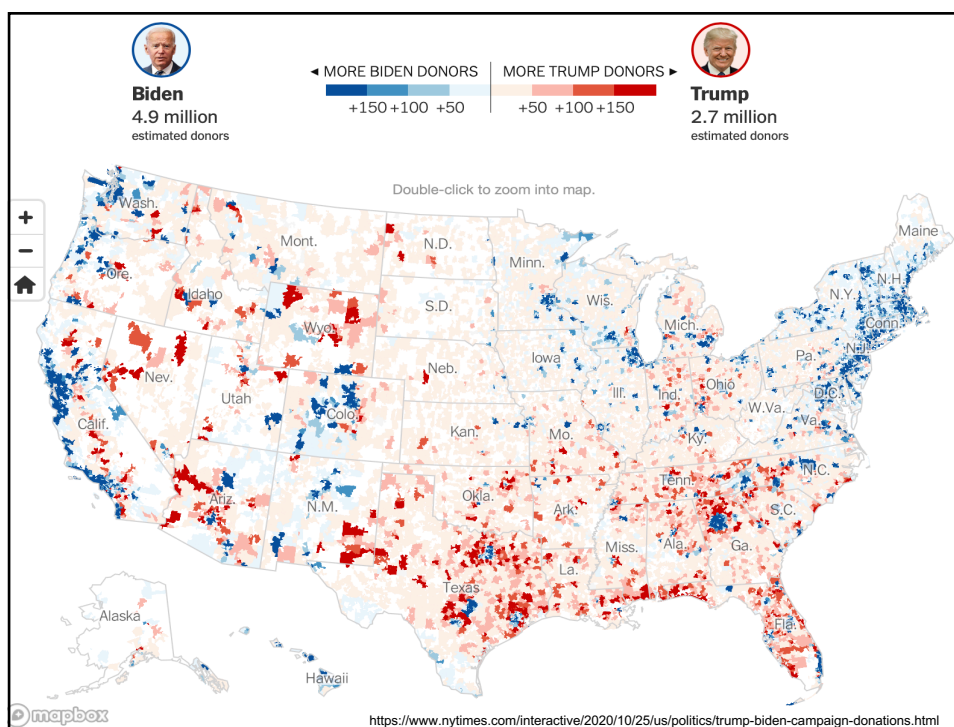 ◄ MORE BIDEN DONORS
MORE TRUMP DONORS ►
+150 +100 +50
+50 +100 +150
Biden
4.9 million
estimated donors
Trump
2.7 million
estimated donors
Double-click to zoom into map.
+
−
Wash.
Mont.
N.D.
Minn.
Maine
Ore.
Idaho
S.D.
Wis.
N.Y.
N.H.
Wyo.
Mich.
Conn.
Nev.
Neb.
Iowa
Pa.
N.J.
Utah
Colo.
Ill.
Ind.
Ohio
D.C.
Calif.
Kan.
Mo.
W.Va.
Va.
Ky.
Ariz.
N.M.
Okla.
Ark.
Tenn.
N.C.
S.C.
Miss.
Ala.
Ga.
Texas
La.
Fla.
Alaska
Hawaii
mapbox
https://www.nytimes.com/interactive/2020/10/25/us/politics/trump-biden-campaign-donations.html